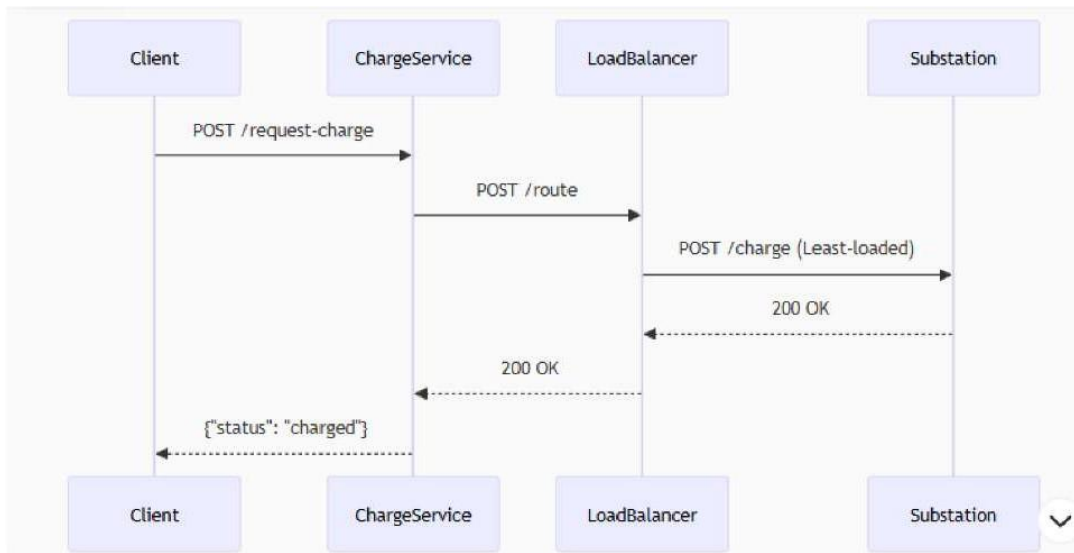 Client ChargeService LoadBalancer Substation
POST /request-charge
POST /route
POST /charge (Least-loaded)
200 OK
200 OK
{"status": "charged"}
Client ChargeService LoadBalancer Substation